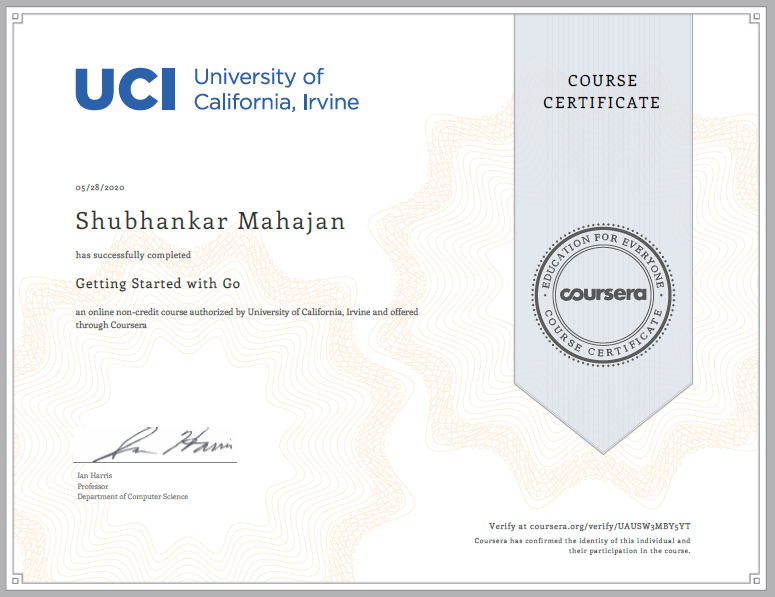 UCI University of
California, Irvine
COURSE
CERTIFICATE
05/28/2020
Shubhankar Mahajan
has successfully completed
Getting Started with Go
an online non-credit course authorized by University of California, Irvine and offered
through Coursera
EDUCATION FOR EVERYONE
coursera
COURSE CERTIFICATE
Ian Harris
Ian Harris
Professor
Department of Computer Science
Verify at coursera.org/verify/UAUSW3MBY5YT
Coursera has confirmed the identity of this individual and
their participation in the course.